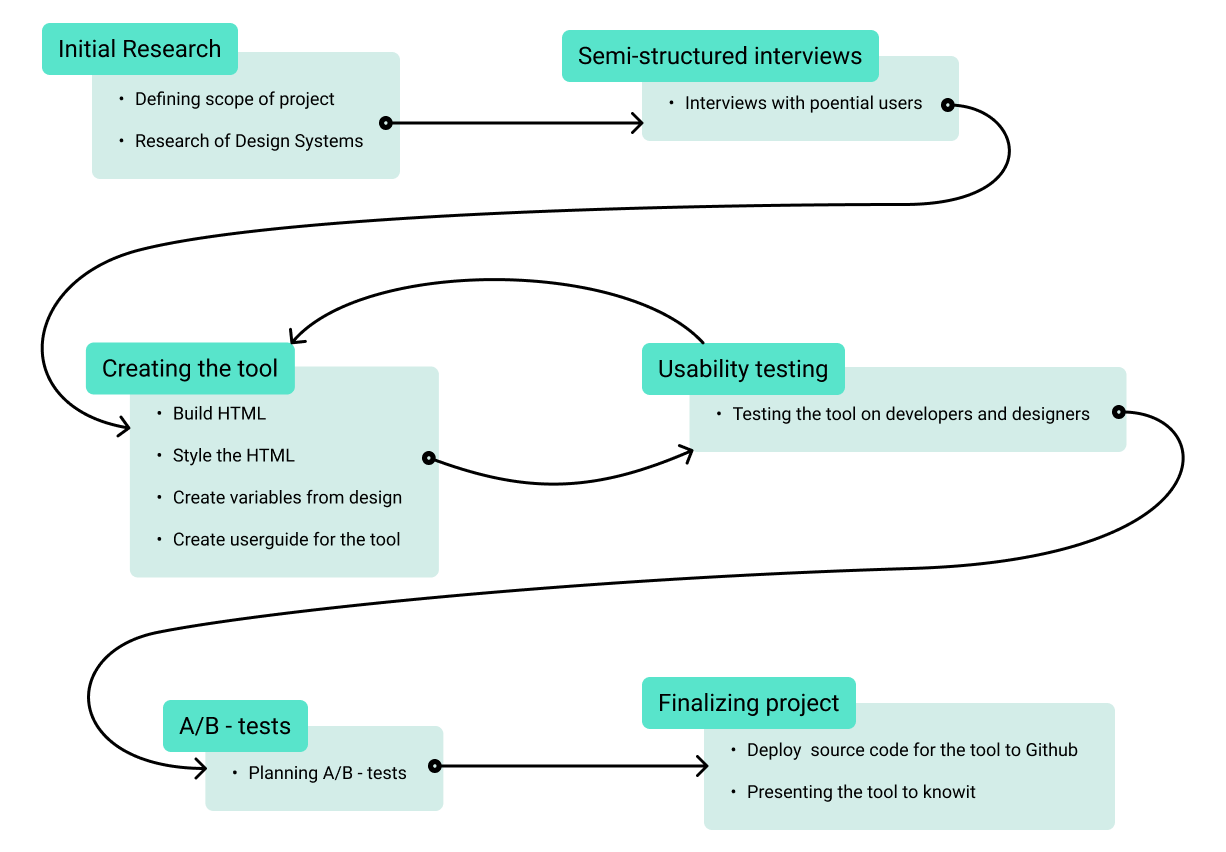 Initial Research
• Defining scope of project
• Research of Design Systems
Semi-structured interviews
• Interviews with poential users
Creating the tool
• Build HTML
• Style the HTML
• Create variables from design
• Create userguide for the tool
Usability testing
• Testing the tool on developers and designers
A/B - tests
• Planning A/B - tests
Finalizing project
• Deploy  source code for the tool to Github
• Presenting the tool to knowit